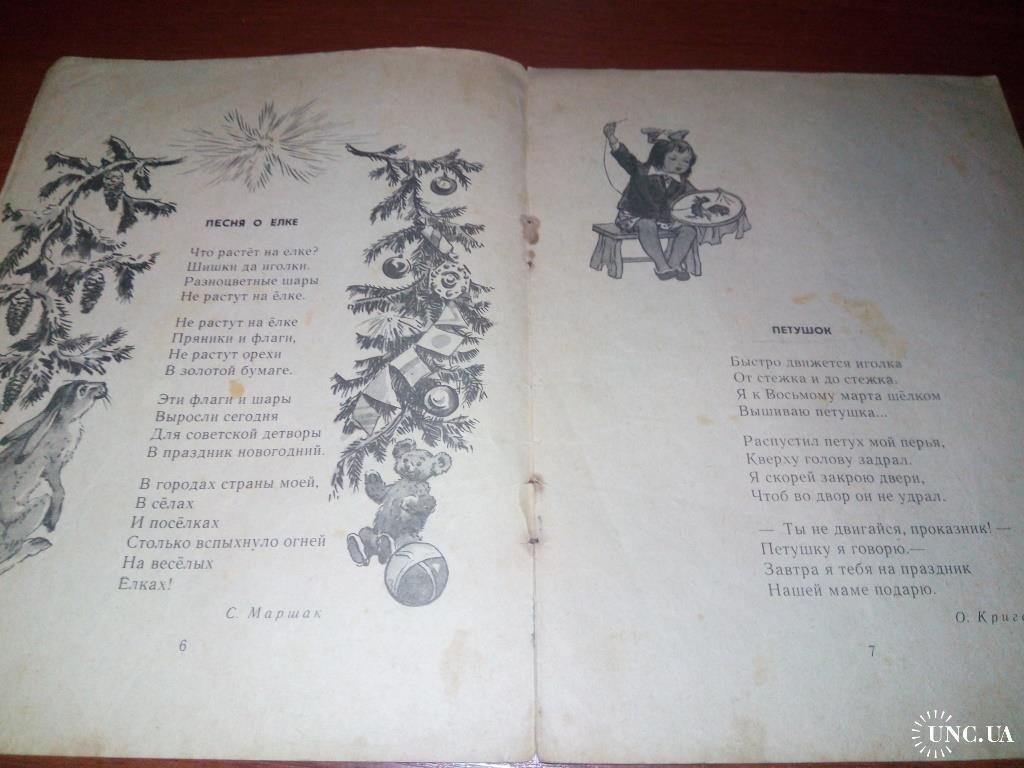 ПЕСНЯ О ЕЛКЕ
Что растёт на елке?
Шишки да иголки.
Разноцветные шары
Не растут на ёлке.
Не растут на ёлке
Пряники и флаги,
Не растут орехи
В золотой бумаге.
Эти флаги и шары
Выросли сегодня
Для советской детворы
В праздник новогодний.
В городах страны моей,
В сёлах
И посёлках
Столько вспыхнуло огней
На весёлых
Ёлках!
С. Маршак
6
ПЕТУШОК
Быстро движется иголка
От стежка и до стежка.
Я к Восьмому марта шёлком
Вышиваю петушка...
Распустил петух мой перья,
Кверху голову задрал.
Я скорей закрою двери,
Чтоб во двор он не удрал.
— Ты не двигайся, проказник! —
Петушку я говорю.—
Завтра я тебя на праздник
Нашей маме подарю.
О.
7
UNC.UA